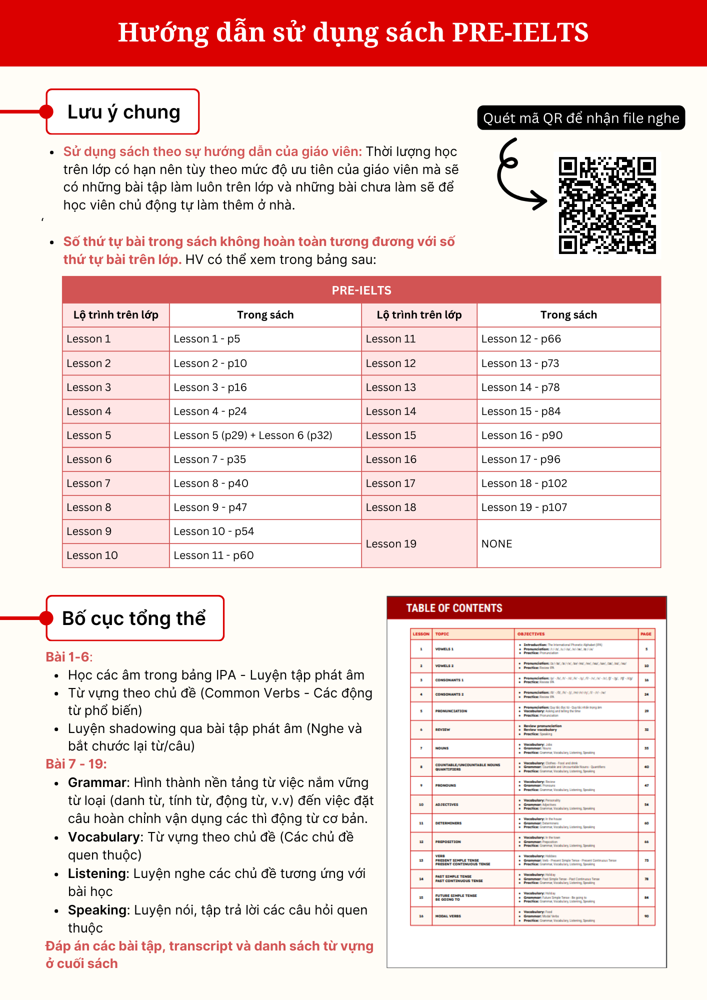 Hướng dẫn sử dụng sách PRE-IELTS
Lưu ý chung
Quét mã QR để nhận file nghe
• Sử dụng sách theo sự hướng dẫn của giáo viên: Thời lượng học
trên lớp có hạn nên tùy theo mức độ ưu tiên của giáo viên mà sẽ
có những bài tập làm luôn trên lớp và những bài chưa làm sẽ để
học viên chủ động tự làm thêm ở nhà.
‘
• Số thứ tự bài trong sách không hoàn toàn tương đương với số
thứ tự bài trên lớp. HV có thể xem trong bảng sau:
PRE-IELTS
Lộ trình trên lớp Trong sách Lộ trình trên lớp Trong sách
Lesson 1 Lesson 1 - p5 Lesson 11 Lesson 12 - p66
Lesson 2 Lesson 2 - p10 Lesson 12 Lesson 13 - p73
Lesson 3 Lesson 3 - p16 Lesson 13 Lesson 14 - p78
Lesson 4 Lesson 4 - p24 Lesson 14 Lesson 15 - p84
Lesson 5 Lesson 5 (p29) + Lesson 6 (p32) Lesson 15 Lesson 16 - p90
Lesson 6 Lesson 7 - p35 Lesson 16 Lesson 17 - p96
Lesson 7 Lesson 8 - p40 Lesson 17 Lesson 18 - p102
Lesson 8 Lesson 9 - p47 Lesson 18 Lesson 19 - p107
Lesson 9 Lesson 10 - p54 Lesson 19 NONE
Lesson 10 Lesson 11 - p60
Bố cục tổng thể
Bài 1-6:
• Học các âm trong bảng IPA - Luyện tập phát âm
• Từ vựng theo chủ đề (Common Verbs - Các động
từ phổ biến)
• Luyện shadowing qua bài tập phát âm (Nghe và
bắt chước lại từ/câu)
Bài 7 - 19:
• Grammar: Hình thành nền tảng từ việc nắm vững
từ loại (danh từ, tính từ, động từ, v.v) đến việc đặt
câu hoàn chỉnh vận dụng các thì động từ cơ bản.
• Vocabulary: Từ vựng theo chủ đề (Các chủ đề
quen thuộc)
• Listening: Luyện nghe các chủ đề tương ứng với
bài học
• Speaking: Luyện nói, tập trả lời các câu hỏi quen
thuộc
Đáp án các bài tập, transcript và danh sách từ vựng
ở cuối sách
TABLE OF CONTENTS
LESSON TOPIC OBJECTIVES PAGE
1 VOWELS 1 5
• Introduction: The International Phonetic Alphabet (IPA)
• Pronunciation:
• Practice: Pronunciation
2 VOWELS 2 10
• Pronunciation:
• Practice: Review IPA
3 CONSONANTS 1 16
• Pronunciation:
• Practice: Review IPA
4 CONSONANTS 2 24
• Pronunciation:
• Practice: Review IPA
5 PRONUNCIATION 29
• Pronunciation: Quy tắc đọc từ - Quy tắc nhấn trọng âm
• Vocabulary: Asking and telling the time
• Practice: Pronunciation
6 REVIEW 32
• Review pronunciation
• Review vocabulary
• Practice: Speaking
7 NOUNS 35
• Vocabulary: Jobs
• Grammar: Nouns
• Practice: Grammar, Vocabulary, Listening, Speaking
8 COUNTABLE/UNCOUNTABLE NOUNS 40
QUANTIFIERS
• Vocabulary: Clothes - Food and drink
• Grammar: Countable and Uncountable Nouns - Quantifiers
• Practice: Grammar, Vocabulary, Listening, Speaking
9 PRONOUNS 47
• Vocabulary: Review
• Grammar: Pronouns
• Practice: Grammar, Vocabulary, Listening, Speaking
10 ADJECTIVES 54
• Vocabulary: Personality
• Grammar: Adjectives
• Practice: Grammar, Vocabulary, Listening, Speaking
11 DETERMINERS 60
• Vocabulary: In the house
• Grammar: Determiners
• Practice: Grammar, Vocabulary, Listening, Speaking
12 PREPOSITION 66
• Vocabulary: In the town
• Grammar: Preposition
• Practice: Grammar, Vocabulary, Listening, Speaking
13 VERB 73
PRESENT SIMPLE TENSE
PRESENT CONTINUOUS TENSE
• Vocabulary: Hobbies
• Grammar: Verb - Present Simple Tense - Present Continuous Tense
• Practice: Grammar, Vocabulary, Listening, Speaking
14 PAST SIMPLE TENSE 78
PAST CONTINUOUS TENSE
• Vocabulary: Holiday
• Grammar: Past Simple Tense - Past Continuous Tense
• Practice: Grammar, Vocabulary, Listening, Speaking
15 FUTURE SIMPLE TENSE 84
BE GOING TO
• Vocabulary: Holiday
• Grammar: Future Simple Tense - Be going to
• Practice: Grammar, Vocabulary, Listening, Speaking
16 MODAL VERBS 90
• Vocabulary: Food
• Grammar: Modal Verbs
• Practice: Grammar, Vocabulary, Listening, Speaking